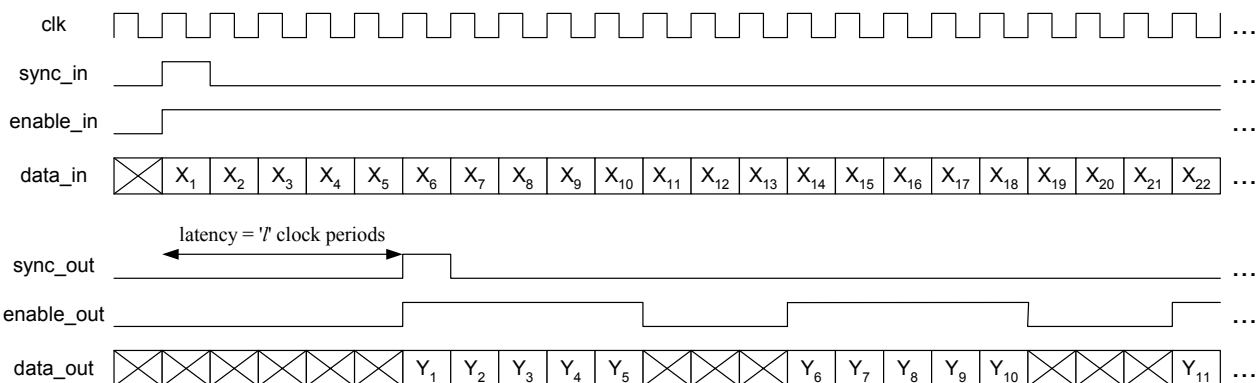 clk ...
sync_in ...
enable_in ...
data_in X1 X2 X3 X4 X5 X6 X7 X8 X9 X10 X11 X12 X13 X14 X15 X16 X17 X18 X19 X20 X21 X22 ...
latency = 'l' clock periods
sync_out ...
enable_out ...
data_out Y1 Y2 Y3 Y4 Y5 Y6 Y7 Y8 Y9 Y10 Y11 ...